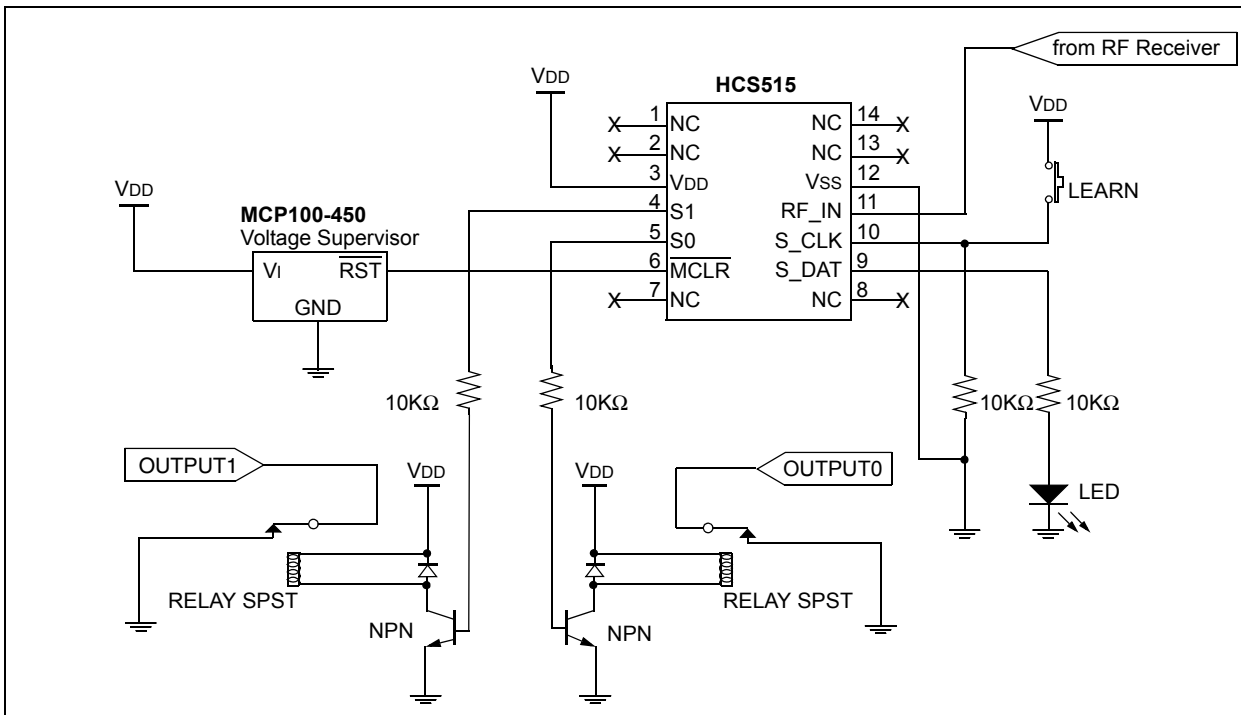 from RF Receiver
VDD
HCS515
VDD
1 NC
NC 14
X
X
2 NC
NC 13
X
X
3 VDD
VSS 12
4 S1
RF_IN 11
5 S0
S_CLK 10
6 MCLR
S_DAT 9
7 NC
NC 8
X
X
LEARN
VDD
MCP100-450
Voltage Supervisor
VI RST
GND
10KΩ
10KΩ
10KΩ
10KΩ
OUTPUT1
VDD
VDD
OUTPUT0
LED
RELAY SPST
RELAY SPST
NPN
NPN